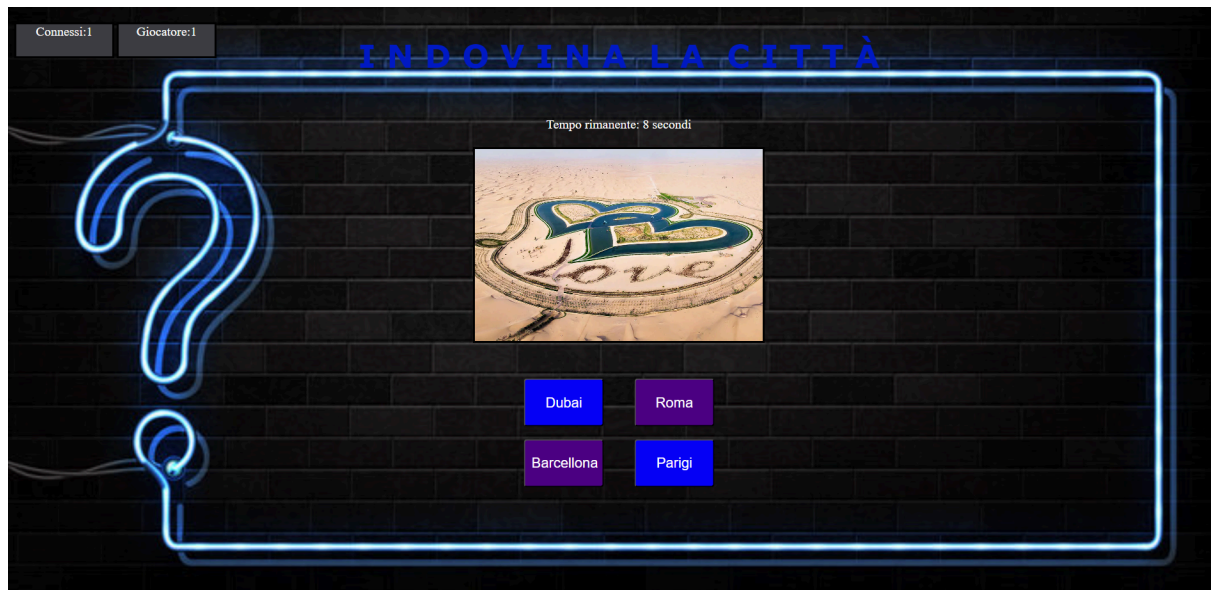 Connessi:1
Giocatore:1
INDOVINA LA CITTÀ
Tempo rimanente: 8 secondi
Love
Dubai
Roma
Barcellona
Parigi